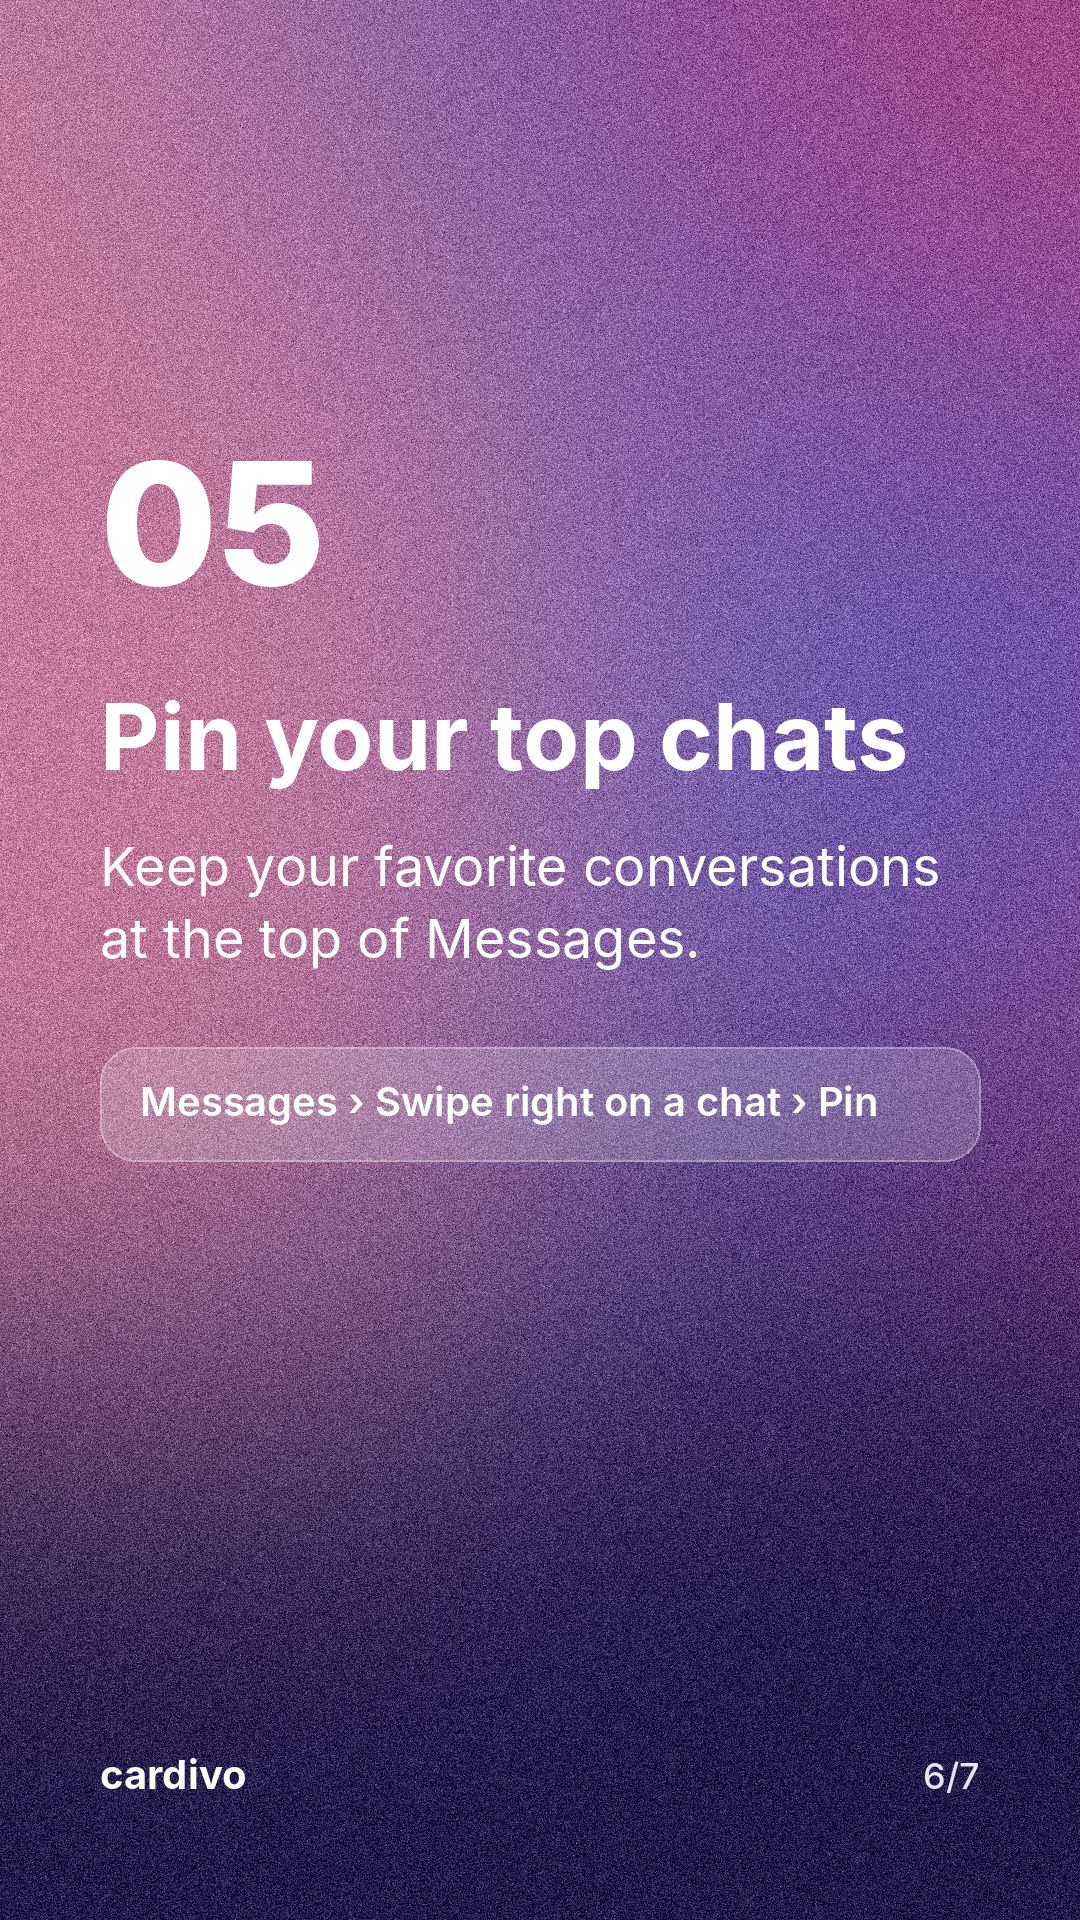 05
Pin your top chats
Keep your favorite conversations
at the top of Messages.
Messages › Swipe right on a chat › Pin
cardivo
6/7